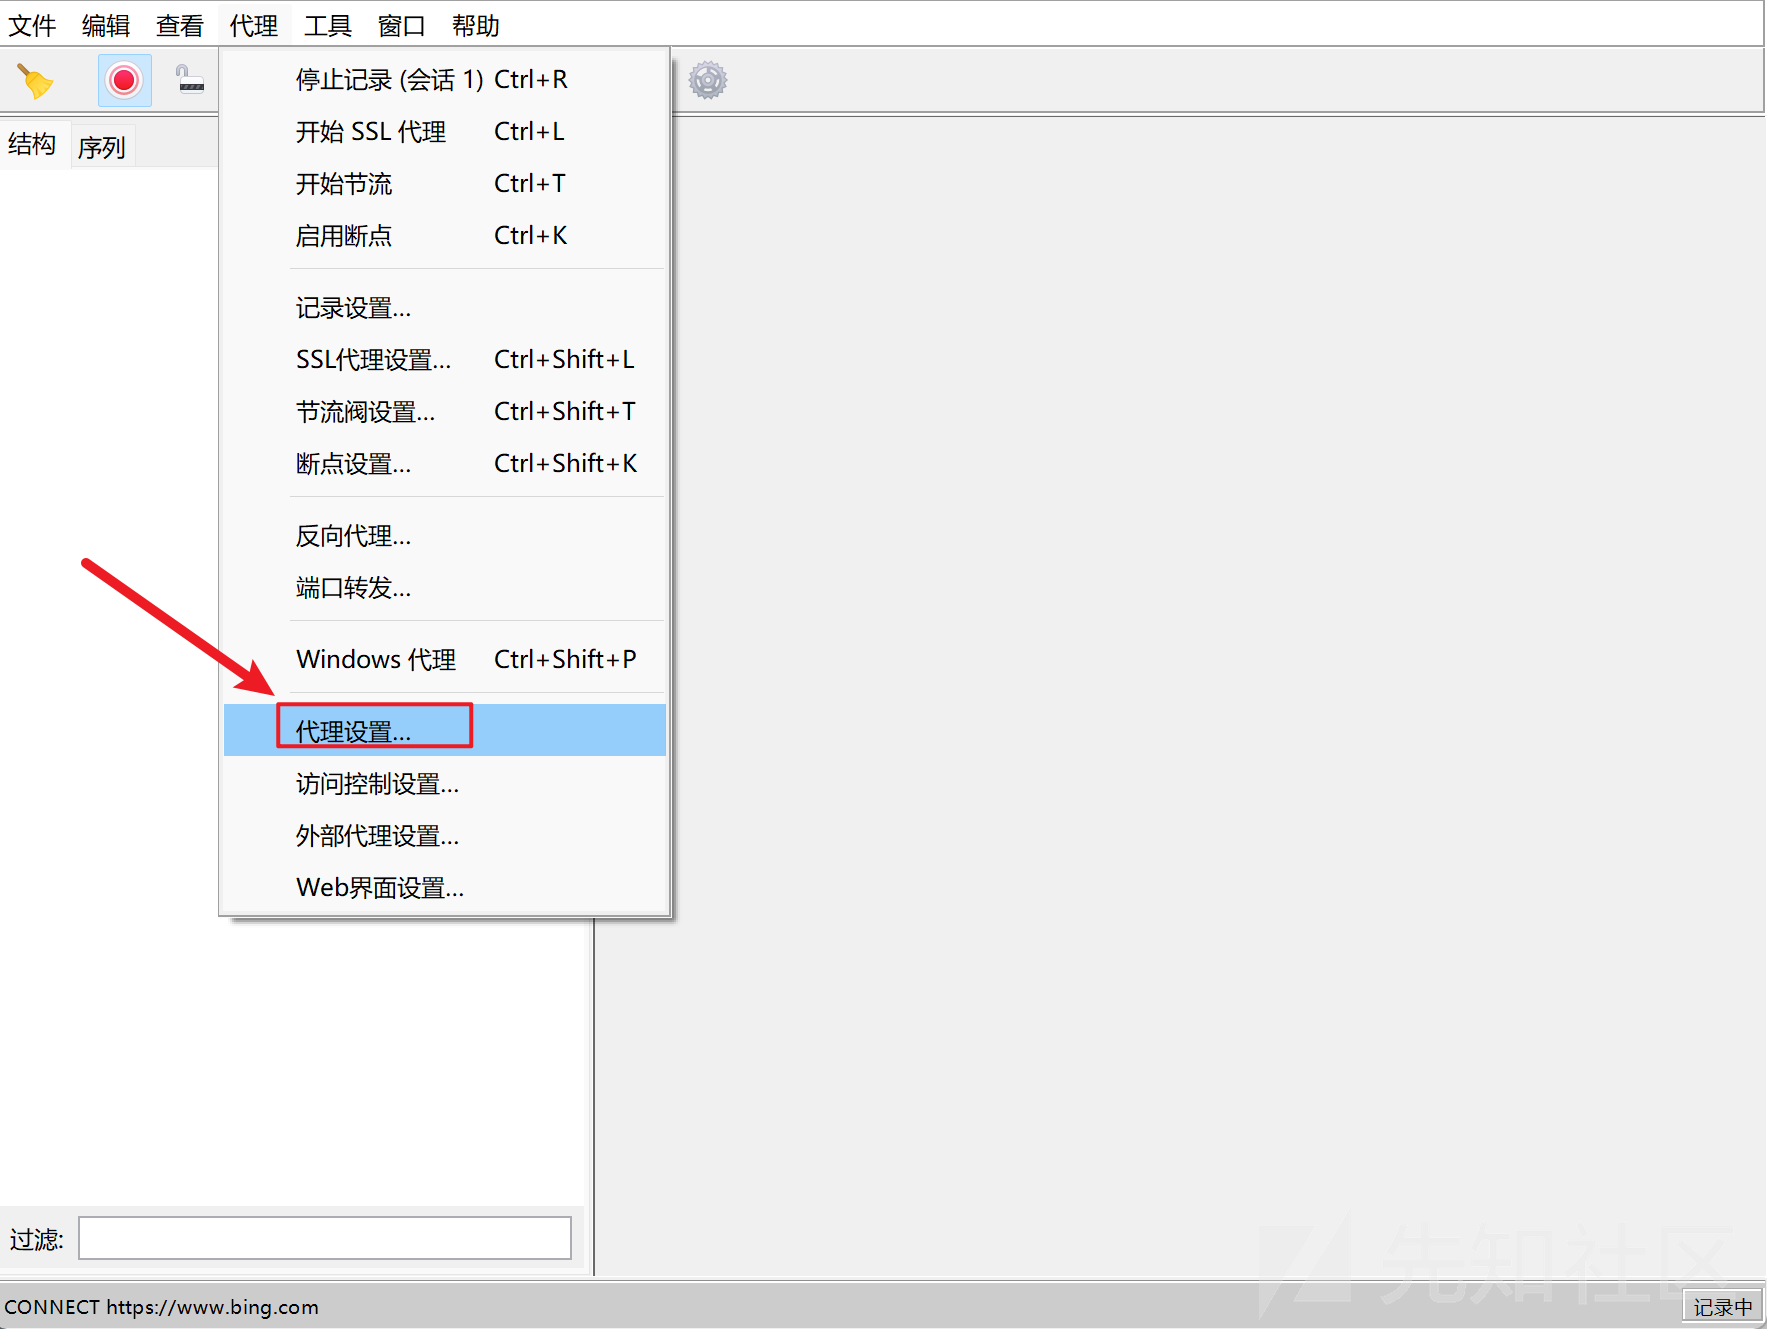 文件 编辑 查看 代理 工具 窗口 帮助
停止记录 (会话 1) Ctrl+R
开始 SSL 代理 Ctrl+L
结构 序列
开始节流 Ctrl+T
启用断点 Ctrl+K
记录设置...
SSL代理设置... Ctrl+Shift+L
节流阀设置... Ctrl+Shift+T
断点设置... Ctrl+Shift+K
反向代理...
端口转发...
Windows 代理 Ctrl+Shift+P
代理设置...
访问控制设置...
外部代理设置...
Web界面设置...
过滤:
先知社区
CONNECT https://www.bing.com 记录中